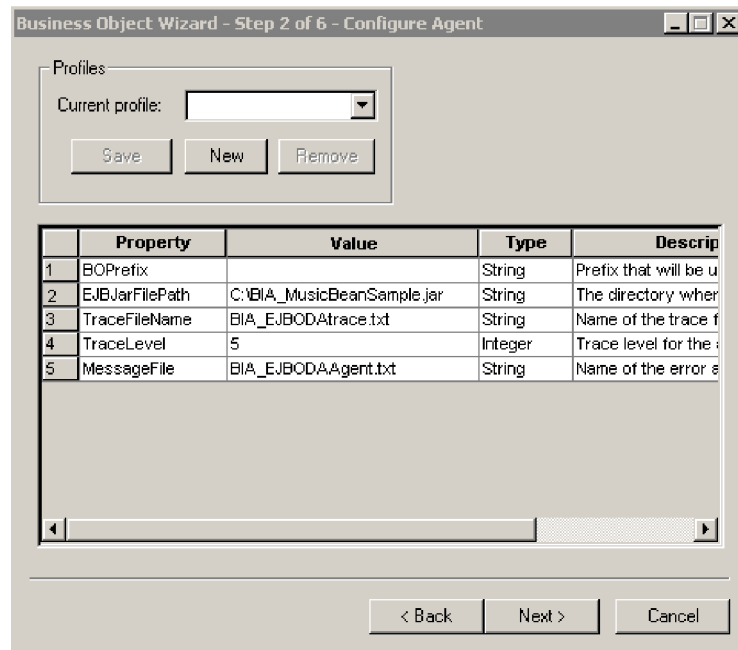 Business Object Wizard - Step 2 of 6 - Configure Agent
Profiles
Current profile:
Save New Remove
Property Value Type Descrip
1 BOPrefix String Prefix that will be u
2 EJBJarFilePath C:\BIA_MusicBeanSample.jar String The directory wher
3 TraceFileName BIA_EJBODAtrace.txt String Name of the trace f
4 TraceLevel 5 Integer Trace level for the a
5 MessageFile BIA_EJBODAAgent.txt String Name of the error a
< Back Next > Cancel